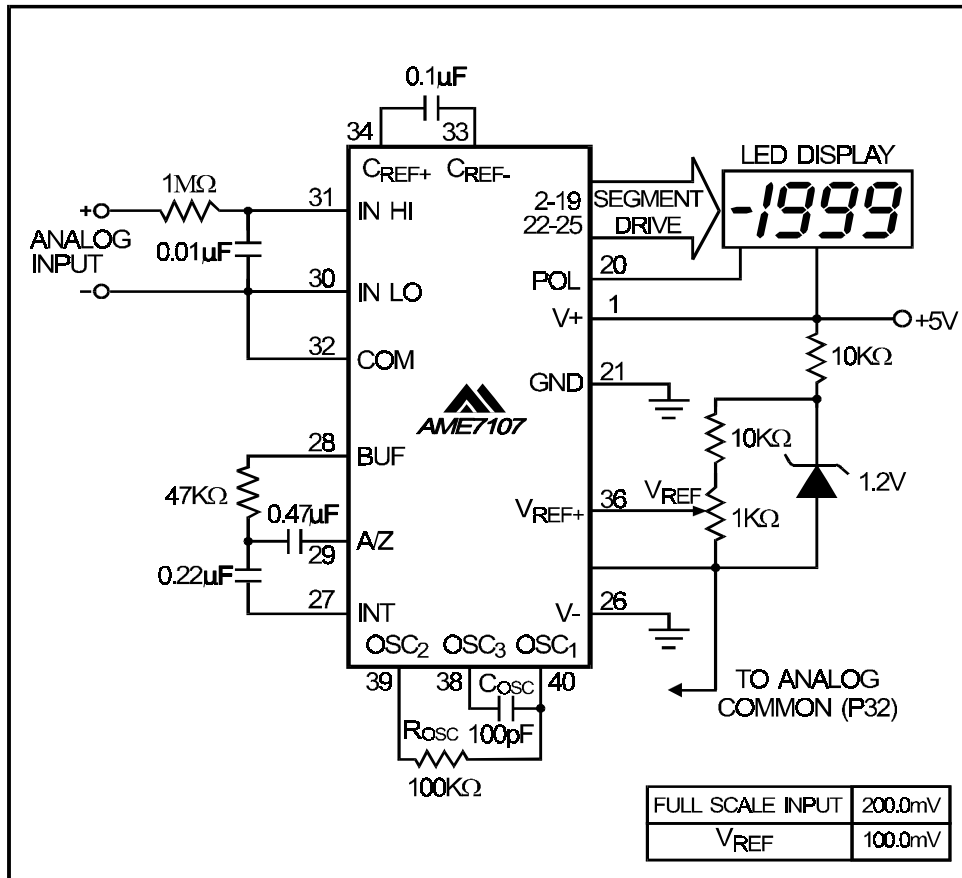 0.1µF
34
33
CREF+
CREF-
LED DISPLAY
-1999
1MΩ
31
IN HI
2-19
22-25
SEGMENT
DRIVE
+
ANALOG
INPUT
0.01µF
20
POL
–
30
IN LO
1
V+
+5V
32
COM
10KΩ
21
GND
AME7107
10KΩ
28
BUF
1.2V
47KΩ
VREF+
36
VREF
1KΩ
0.47µF
29
A/Z
0.22µF
27
INT
26
V-
OSC2
OSC3
OSC1
39
38
COSC
40
TO ANALOG
COMMON (P32)
ROSC
100pF
100KΩ
FULL SCALE INPUT 200.0mV
VREF 100.0mV